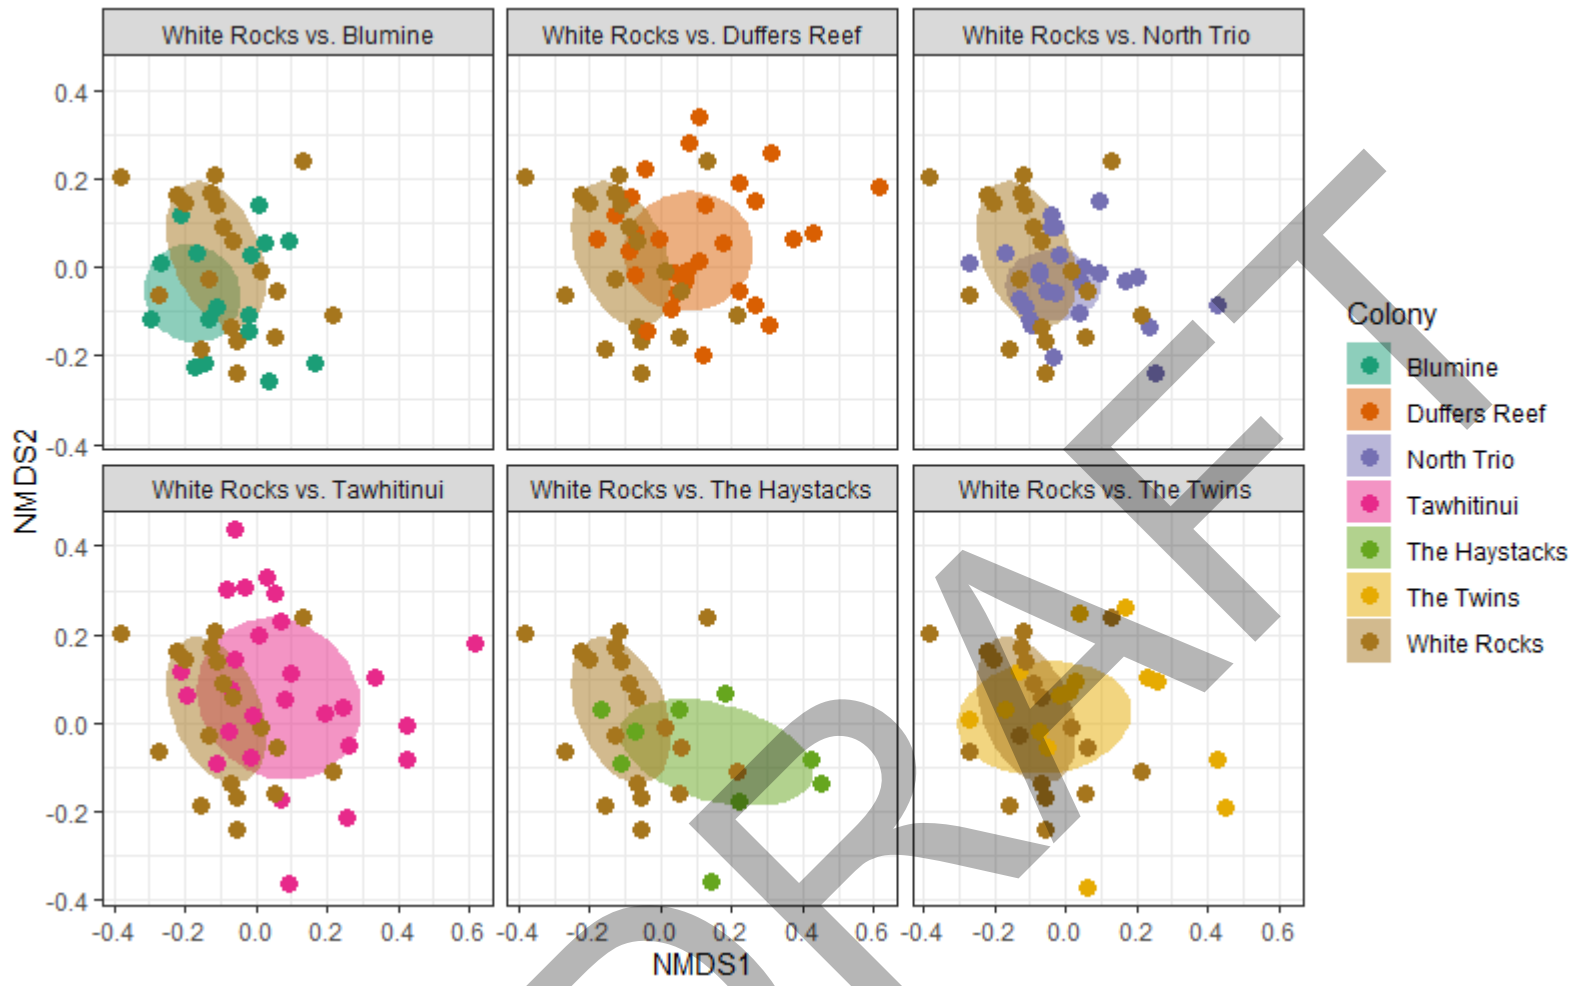 White Rocks vs. Blumine
White Rocks vs. Duffers Reef
White Rocks vs. North Trio
0.4
0.2
0.0
-0.2
-0.4
White Rocks vs. Tawhitinui
White Rocks vs. The Haystacks
White Rocks vs. The Twins
0.4
0.2
0.0
-0.2
-0.4
-0.4 -0.2 0.0 0.2 0.4 0.6
-0.4 -0.2 0.0 0.2 0.4 0.6
-0.4 -0.2 0.0 0.2 0.4 0.6
NMDS1
NMDS2
Colony
Blumine
Duffers Reef
North Trio
Tawhitinui
The Haystacks
The Twins
White Rocks
DRAFT